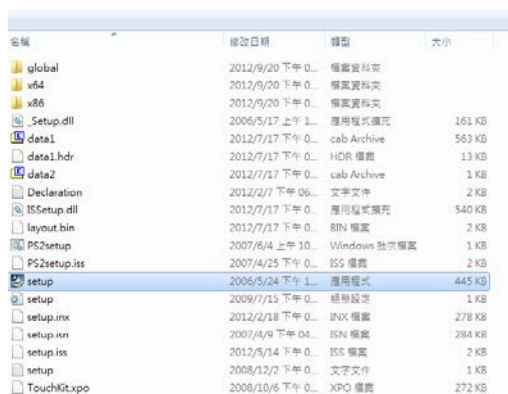 名稱 修改日期 類型 大小
global 2012/9/20 下午 0... 檔案資料夾
x64 2012/9/20 下午 0... 檔案資料夾
x86 2012/9/20 下午 0... 檔案資料夾
_Setup.dll 2006/5/17 上午 1... 應用程式擴充 161 KB
data1 2012/7/17 下午 0... cab Archive 563 KB
data1.hdr 2012/7/17 下午 0... HDR 檔案 13 KB
data2 2012/7/17 下午 0... cab Archive 1 KB
Declaration 2012/2/7 下午 06... 文字文件 2 KB
ISSetup.dll 2012/7/17 下午 0... 應用程式擴充 540 KB
layout.bin 2012/7/17 下午 0... BIN 檔案 2 KB
PS2setup 2007/6/4 上午 10... Windows 批次檔案 1 KB
PS2setup.iss 2007/4/25 下午 0... ISS 檔案 2 KB
setup 2006/5/24 下午 1... 應用程式 445 KB
setup 2009/7/15 下午 0... 組態設定 1 KB
setup.inx 2012/2/18 下午 0... INX 檔案 278 KB
setup.isn 2007/4/9 下午 04... ISN 檔案 284 KB
setup.iss 2012/5/14 下午 0... ISS 檔案 2 KB
setup 2008/12/2 下午 0... 文字文件 1 KB
TouchKit.xpo 2008/10/6 下午 0... XPO 檔案 272 KB